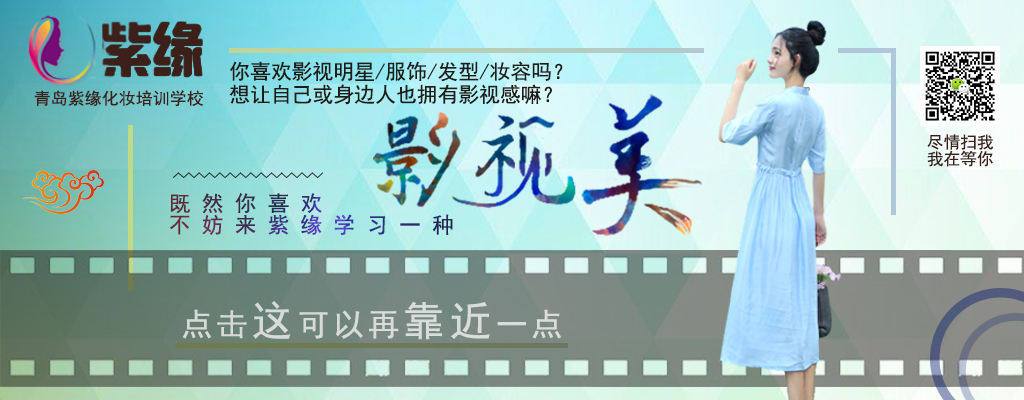 紫缘
青岛紫缘化妆培训学校
你喜欢影视明星/服饰/发型/妆容吗?
想让自己或身边人也拥有影视感嘛?
影视美
既然你喜欢
不妨来紫缘学习一种
尽情扫我
我在等你
点击这可以再靠近一点